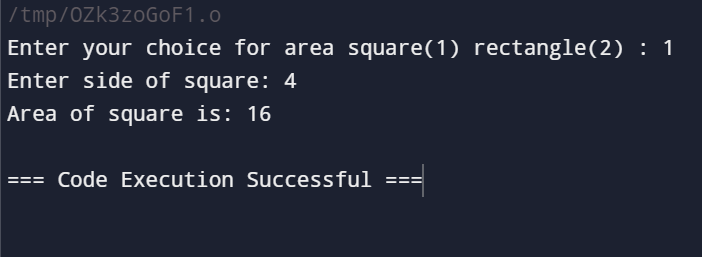 /tmp/OZk3zoGoF1.o
Enter your choice for area square(1) rectangle(2) : 1
Enter side of square: 4
Area of square is: 16
=== Code Execution Successful ===